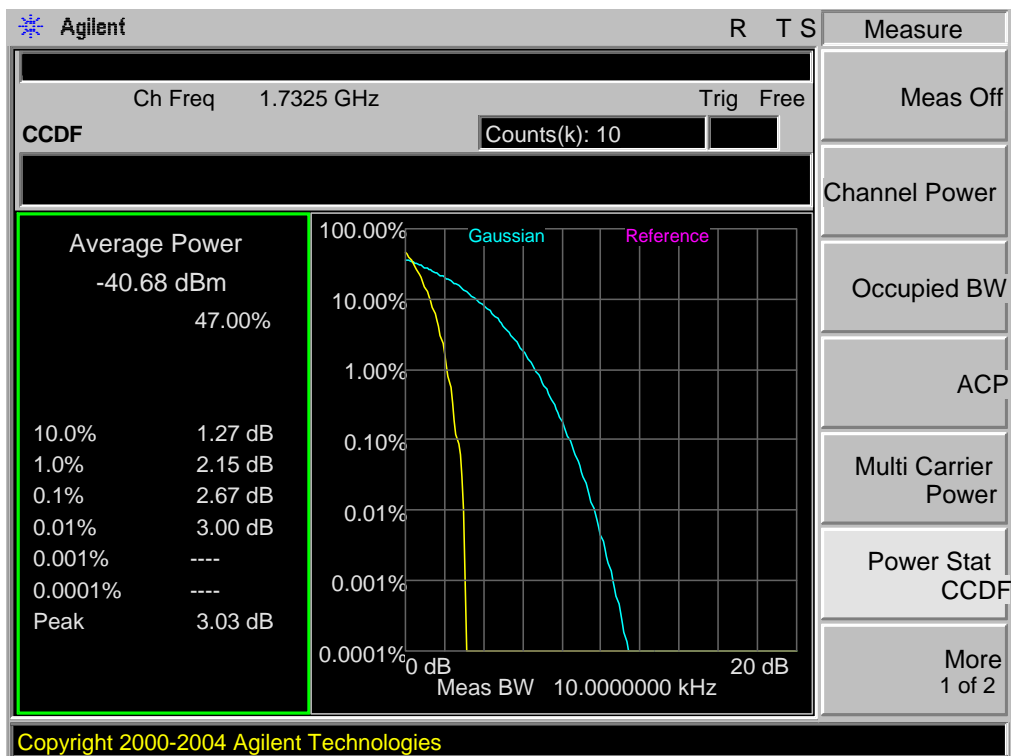 Agilent
R T S
Ch Freq 1.7325 GHz
Trig Free
CCDF
Counts(k): 10
Average Power
-40.68 dBm
47.00%
10.0% 1.27 dB
1.0% 2.15 dB
0.1% 2.67 dB
0.01% 3.00 dB
0.001% ----
0.0001% ----
Peak 3.03 dB
Gaussian
Reference
100.00%
10.00%
1.00%
0.10%
0.01%
0.001%
0.0001%
0 dB
20 dB
Meas BW 10.0000000 kHz
Measure
Meas Off
Channel Power
Occupied BW
ACP
Multi Carrier
Power
Power Stat
CCDF
More
1 of 2
Copyright 2000-2004 Agilent Technologies